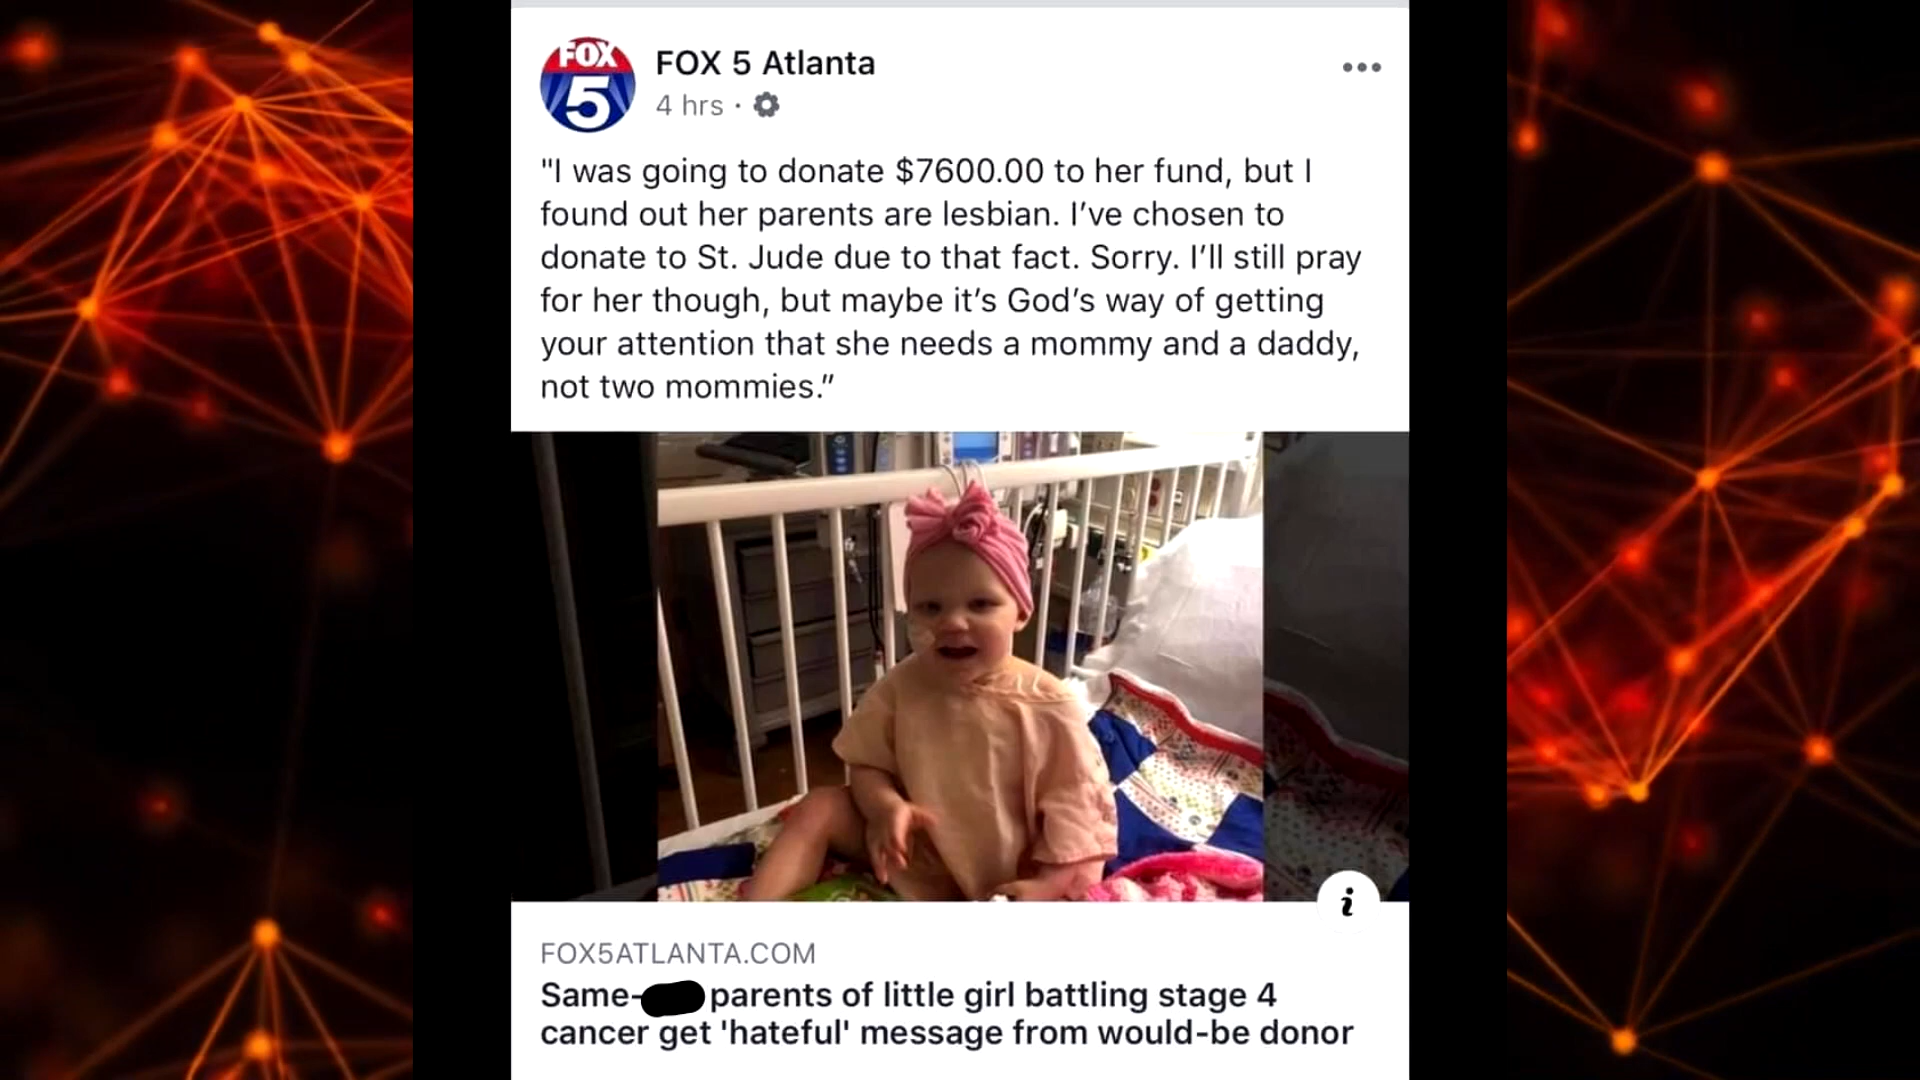 FOX
5
FOX 5 Atlanta
4 hrs ·
"I was going to donate $7600.00 to her fund, but I
found out her parents are lesbian. I’ve chosen to
donate to St. Jude due to that fact. Sorry. I’ll still pray
for her though, but maybe it’s God’s way of getting
your attention that she needs a mommy and a daddy,
not two mommies.”
i
FOX5ATLANTA.COM
Same- parents of little girl battling stage 4
cancer get 'hateful' message from would-be donor